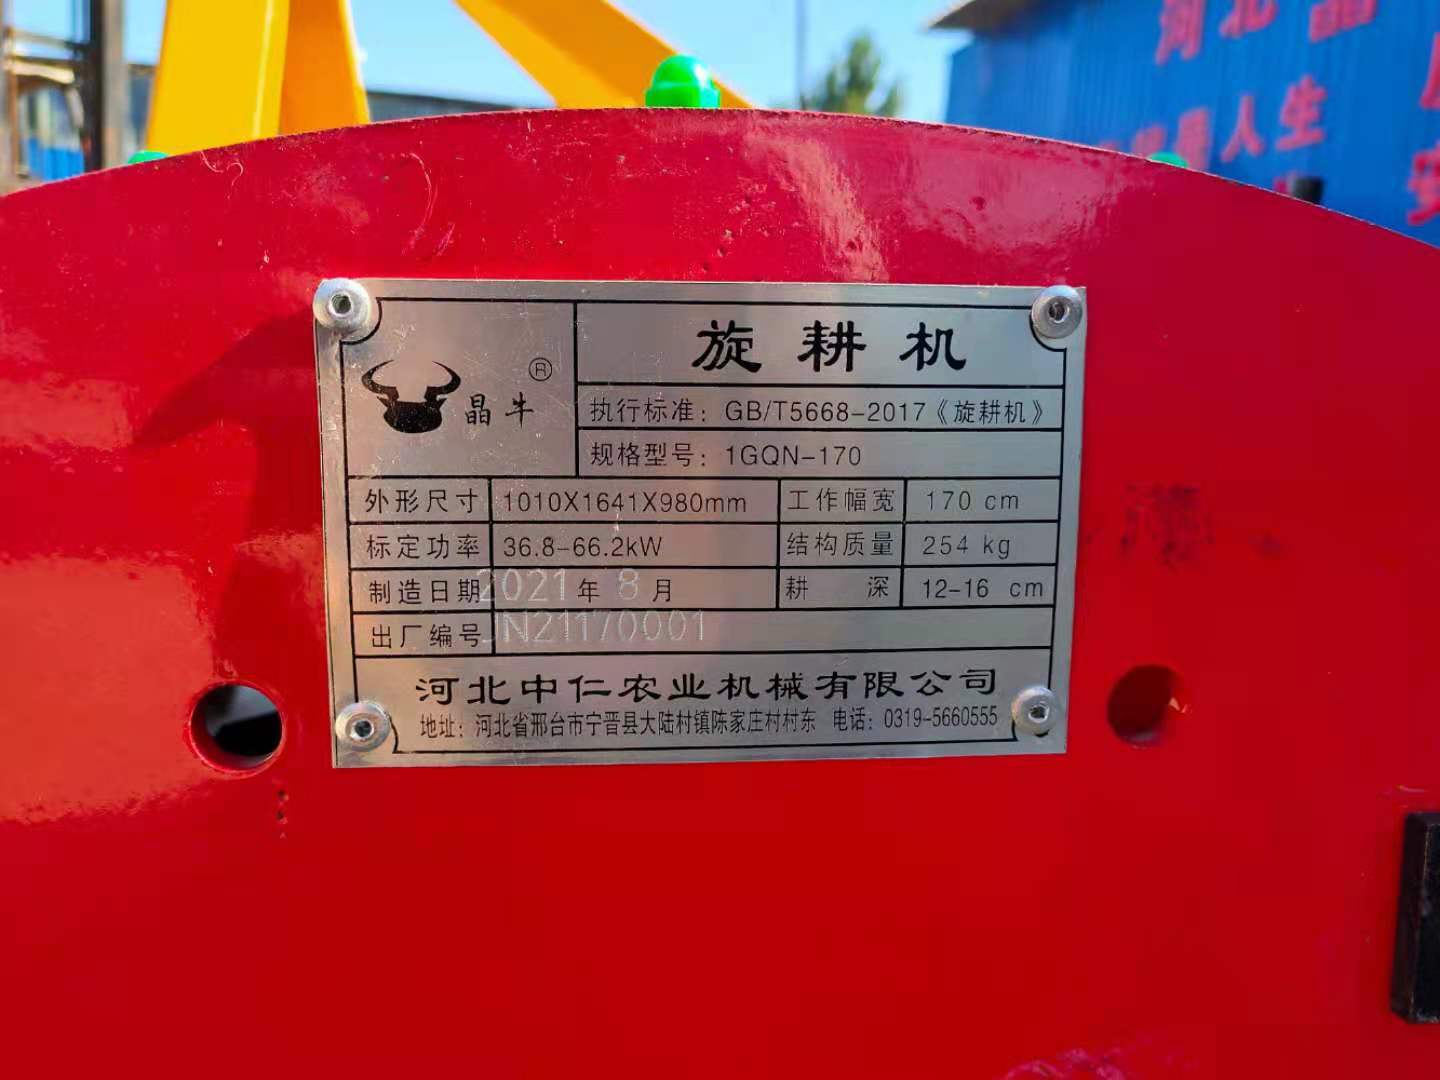 河北晶
人生
旋耕机
® 晶牛
执行标准：GB/T5668-2017《旋耕机》
规格型号：1GQN-170
外形尺寸 1010X1641X980mm 工作幅宽 170 cm
标定功率 36.8-66.2kW 结构质量 254 kg
制造日期 2021 年 8 月 耕 深 12-16 cm
出厂编号 JN21170001
河北中仁农业机械有限公司
地址：河北省邢台市宁晋县大陆村镇陈家庄村村东 电话：0319-5660555